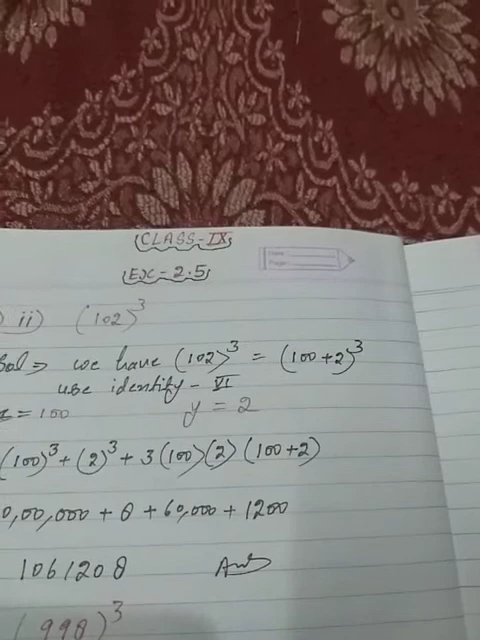 CLASS-IX
EX-2.5
) ii) (102)³
Sol⇒ we have (102)³ = (100+2)³
use identify - VI
x = 100 y = 2
(100)³ + (2)³ + 3(100)(2)(100+2)
0,00,000 + 8 + 60,000 + 1200
1061208 Ans
(998)³